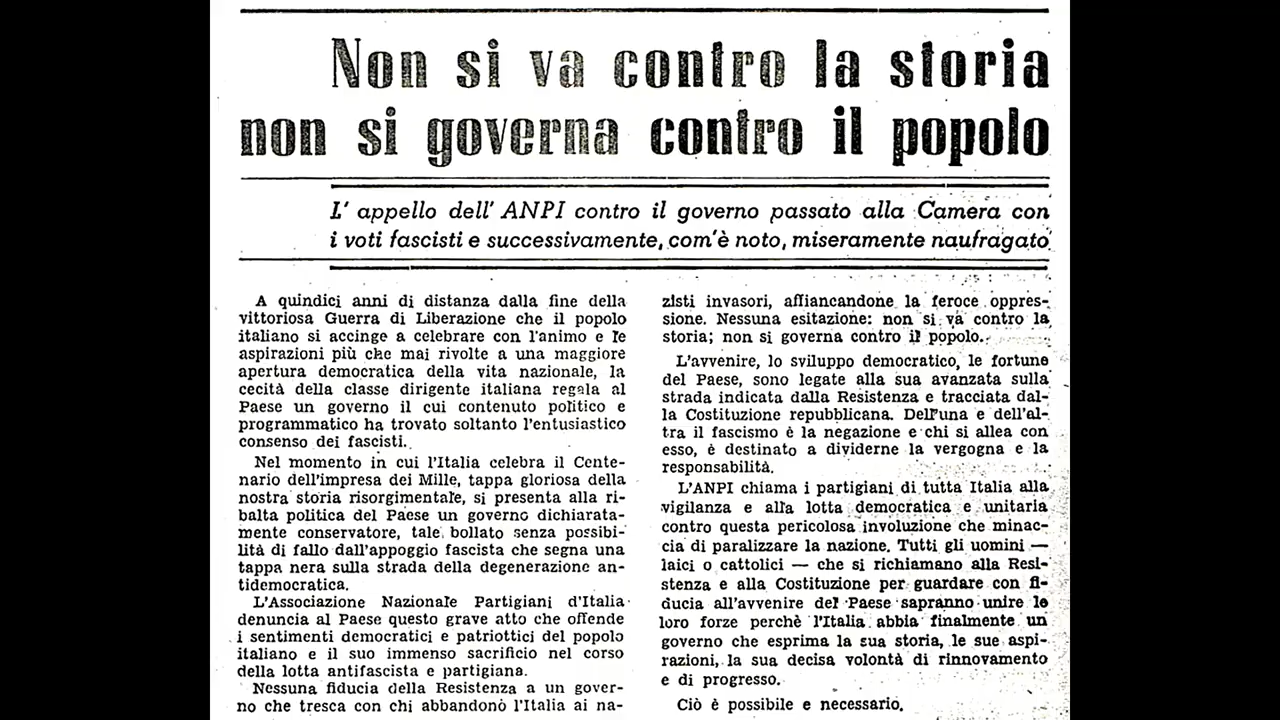 Non si va contro la storia
non si governa contro il popolo
L' appello dell' ANPI contro il governo passato alla Camera con
i voti fascisti e successivamente, com'è noto, miseramente naufragato
A quindici anni di distanza dalla fine della
vittoriosa Guerra di Liberazione che il popolo
italiano si accinge a celebrare con l'animo e le
aspirazioni più che mai rivolte a una maggiore
apertura democratica della vita nazionale, la
cecità della classe dirigente italiana regala al
Paese un governo il cui contenuto politico e
programmatico ha trovato soltanto l'entusiastico
consenso dei fascisti.
Nel momento in cui l'Italia celebra il Cente-
nario dell'impresa dei Mille, tappa gloriosa della
nostra storia risorgimentale, si presenta alla ri-
balta politica del Paese un governo dichiarata-
mente conservatore, tale bollato senza possibi-
lità di fallo dall'appoggio fascista che segna una
tappa nera sulla strada della degenerazione an-
tidemocratica.
L'Associazione Nazionale Partigiani d'Italia
denuncia al Paese questo grave atto che offende
i sentimenti democratici e patriottici del popolo
italiano e il suo immenso sacrificio nel corso
della lotta antifascista e partigiana.
Nessuna fiducia della Resistenza a un gover-
no che tresca con chi abbandonò l'Italia ai na-
zisti invasori, affiancandone la feroce oppres-
sione. Nessuna esitazione: non si va contro la
storia; non si governa contro il popolo.
L'avvenire, lo sviluppo democratico, le fortune
del Paese, sono legate alla sua avanzata sulla
strada indicata dalla Resistenza e tracciata dal-
la Costituzione repubblicana. Dell'una e dell'al-
tra il fascismo è la negazione e chi si allea con
esso, è destinato a dividerne la vergogna e la
responsabilità.
L'ANPI chiama i partigiani di tutta Italia alla
vigilanza e alla lotta democratica e unitaria
contro questa pericolosa involuzione che minac-
cia di paralizzare la nazione. Tutti gli uomini —
laici o cattolici — che si richiamano alla Resi-
stenza e alla Costituzione per guardare con fi-
ducia all'avvenire del Paese sapranno unire le
loro forze perchè l'Italia abbia finalmente un
governo che esprima la sua storia, le sue aspi-
razioni, la sua decisa volontà di rinnovamento
e di progresso.
Ciò è possibile e necessario.